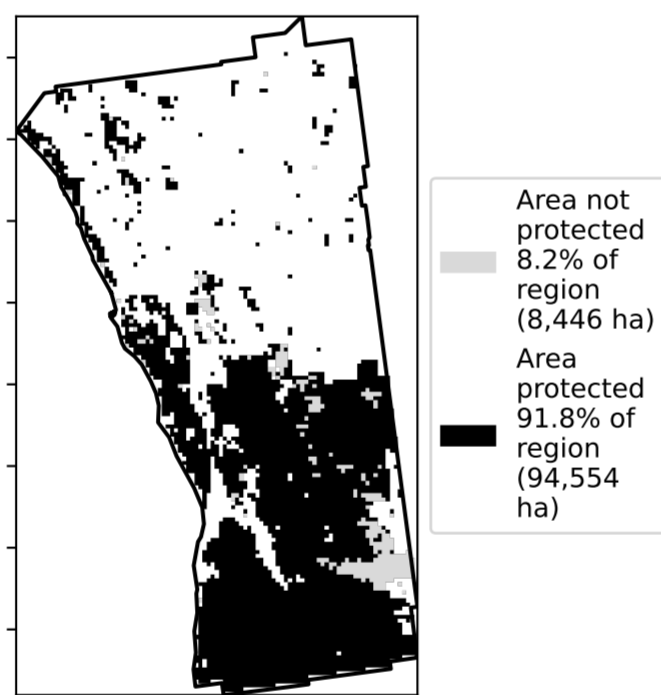 Area not
protected
8.2% of
region
(8,446 ha)
Area
protected
91.8% of
region
(94,554
ha)